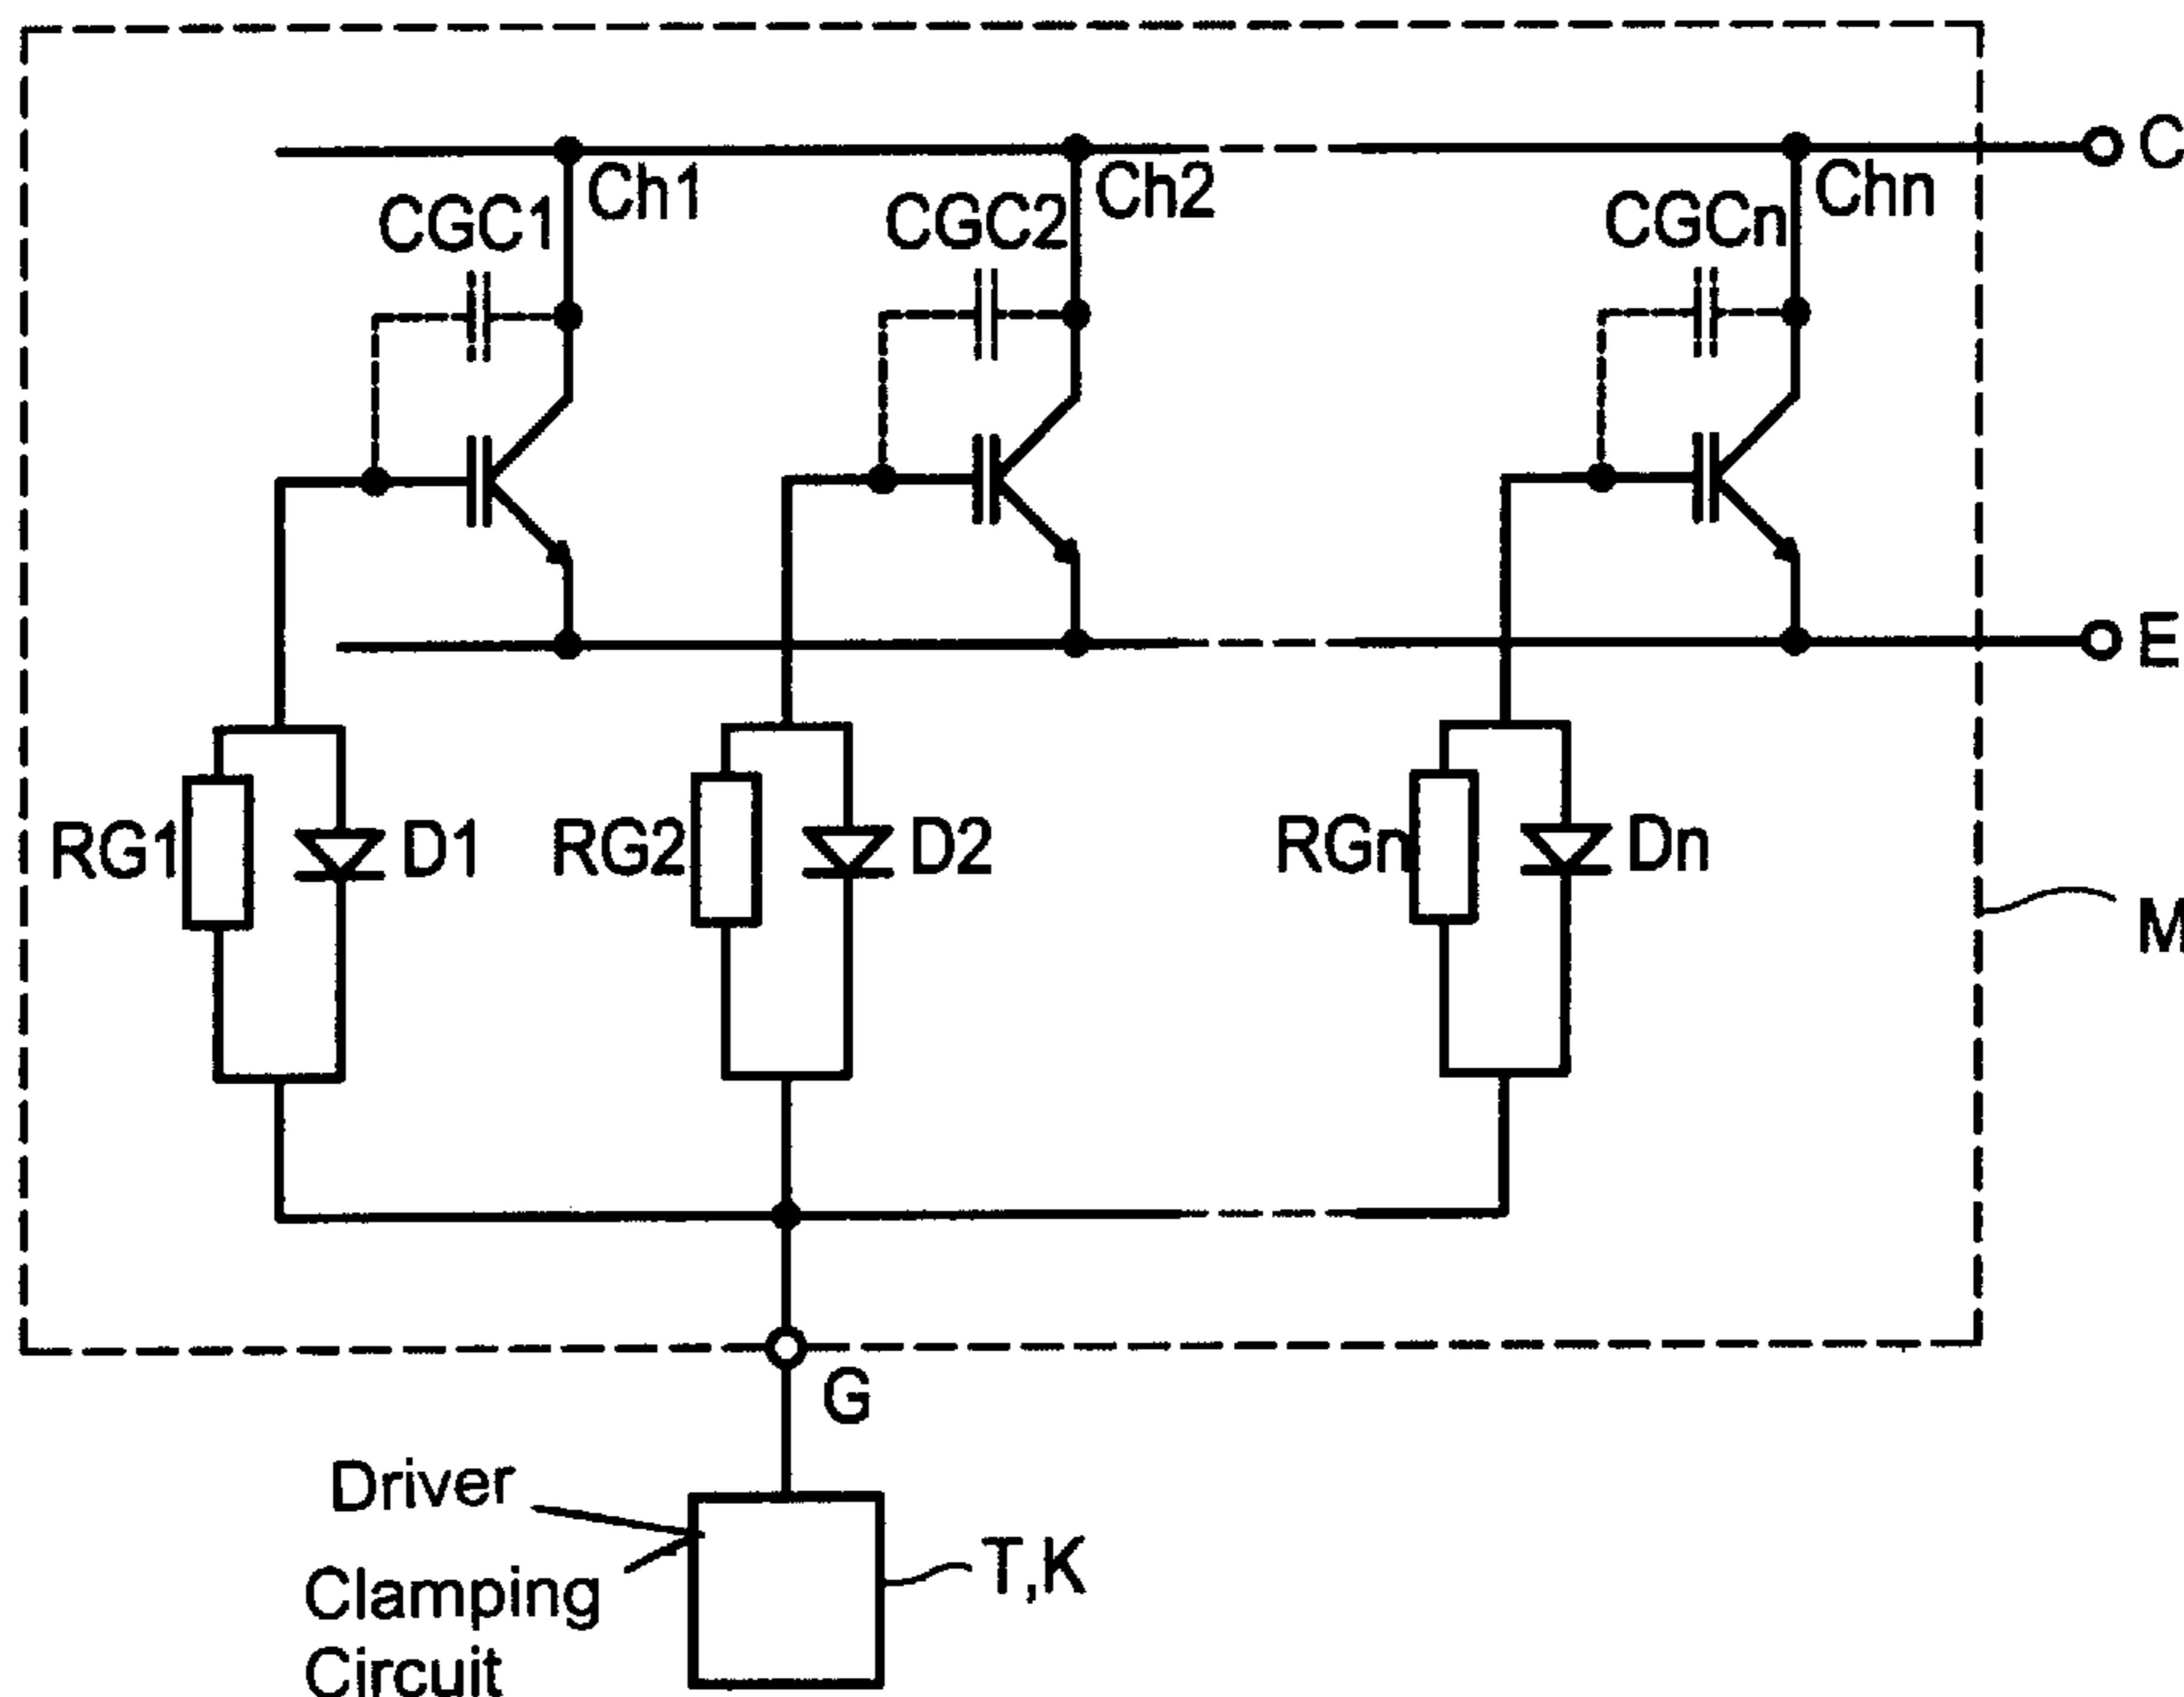 C
Ch1
Ch2
Chn
CGC1
CGC2
CGCn
E
RG1
D1
RG2
D2
RGn
Dn
M
G
Driver
Clamping
Circuit
T,K